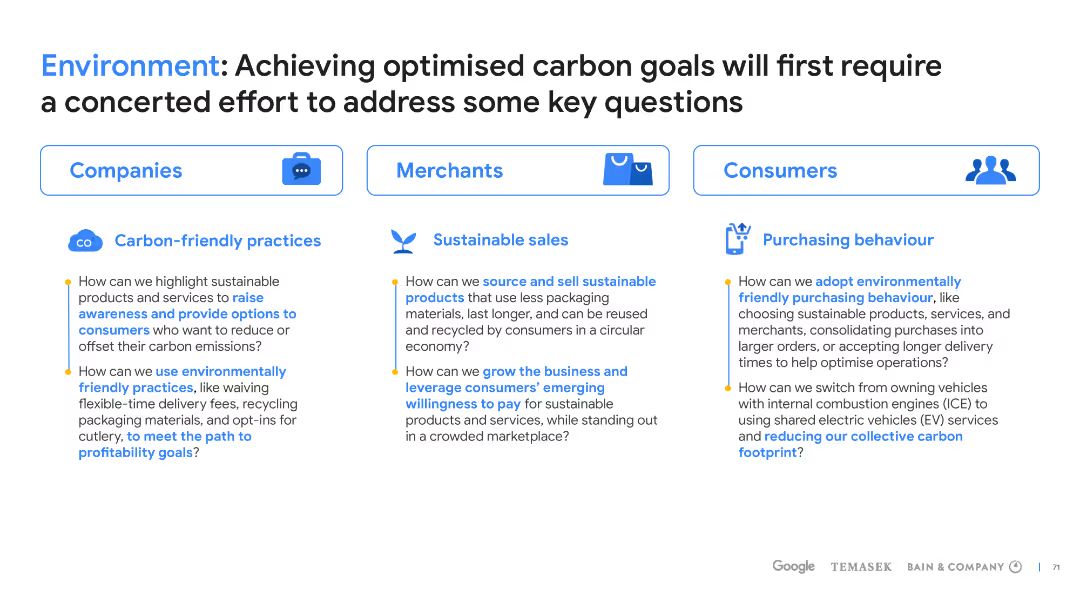 Environment: Achieving optimised carbon goals will first require
a concerted effort to address some key questions
Companies
Carbon-friendly practices
CO
How can we highlight sustainable
products and services to raise
awareness and provide options to
consumers who want to reduce or
offset their carbon emissions?
How can we use environmentally
friendly practices, like waiving
flexible-time delivery fees, recycling
packaging materials, and opt-ins for
cutlery, to meet the path to
profitability goals?
Merchants
Sustainable sales
How can we source and sell sustainable
products that use less packaging
materials, last longer, and can be reused
and recycled by consumers in a circular
economy?
How can we grow the business and
leverage consumers’ emerging
willingness to pay for sustainable
products and services, while standing out
in a crowded marketplace?
Consumers
Purchasing behaviour
How can we adopt environmentally
friendly purchasing behaviour, like
choosing sustainable products, services, and
merchants, consolidating purchases into
larger orders, or accepting longer delivery
times to help optimise operations?
How can we switch from owning vehicles
with internal combustion engines (ICE) to
using shared electric vehicles (EV) services
and reducing our collective carbon
footprint?
Google TEMASEK BAIN & COMPANY | 71